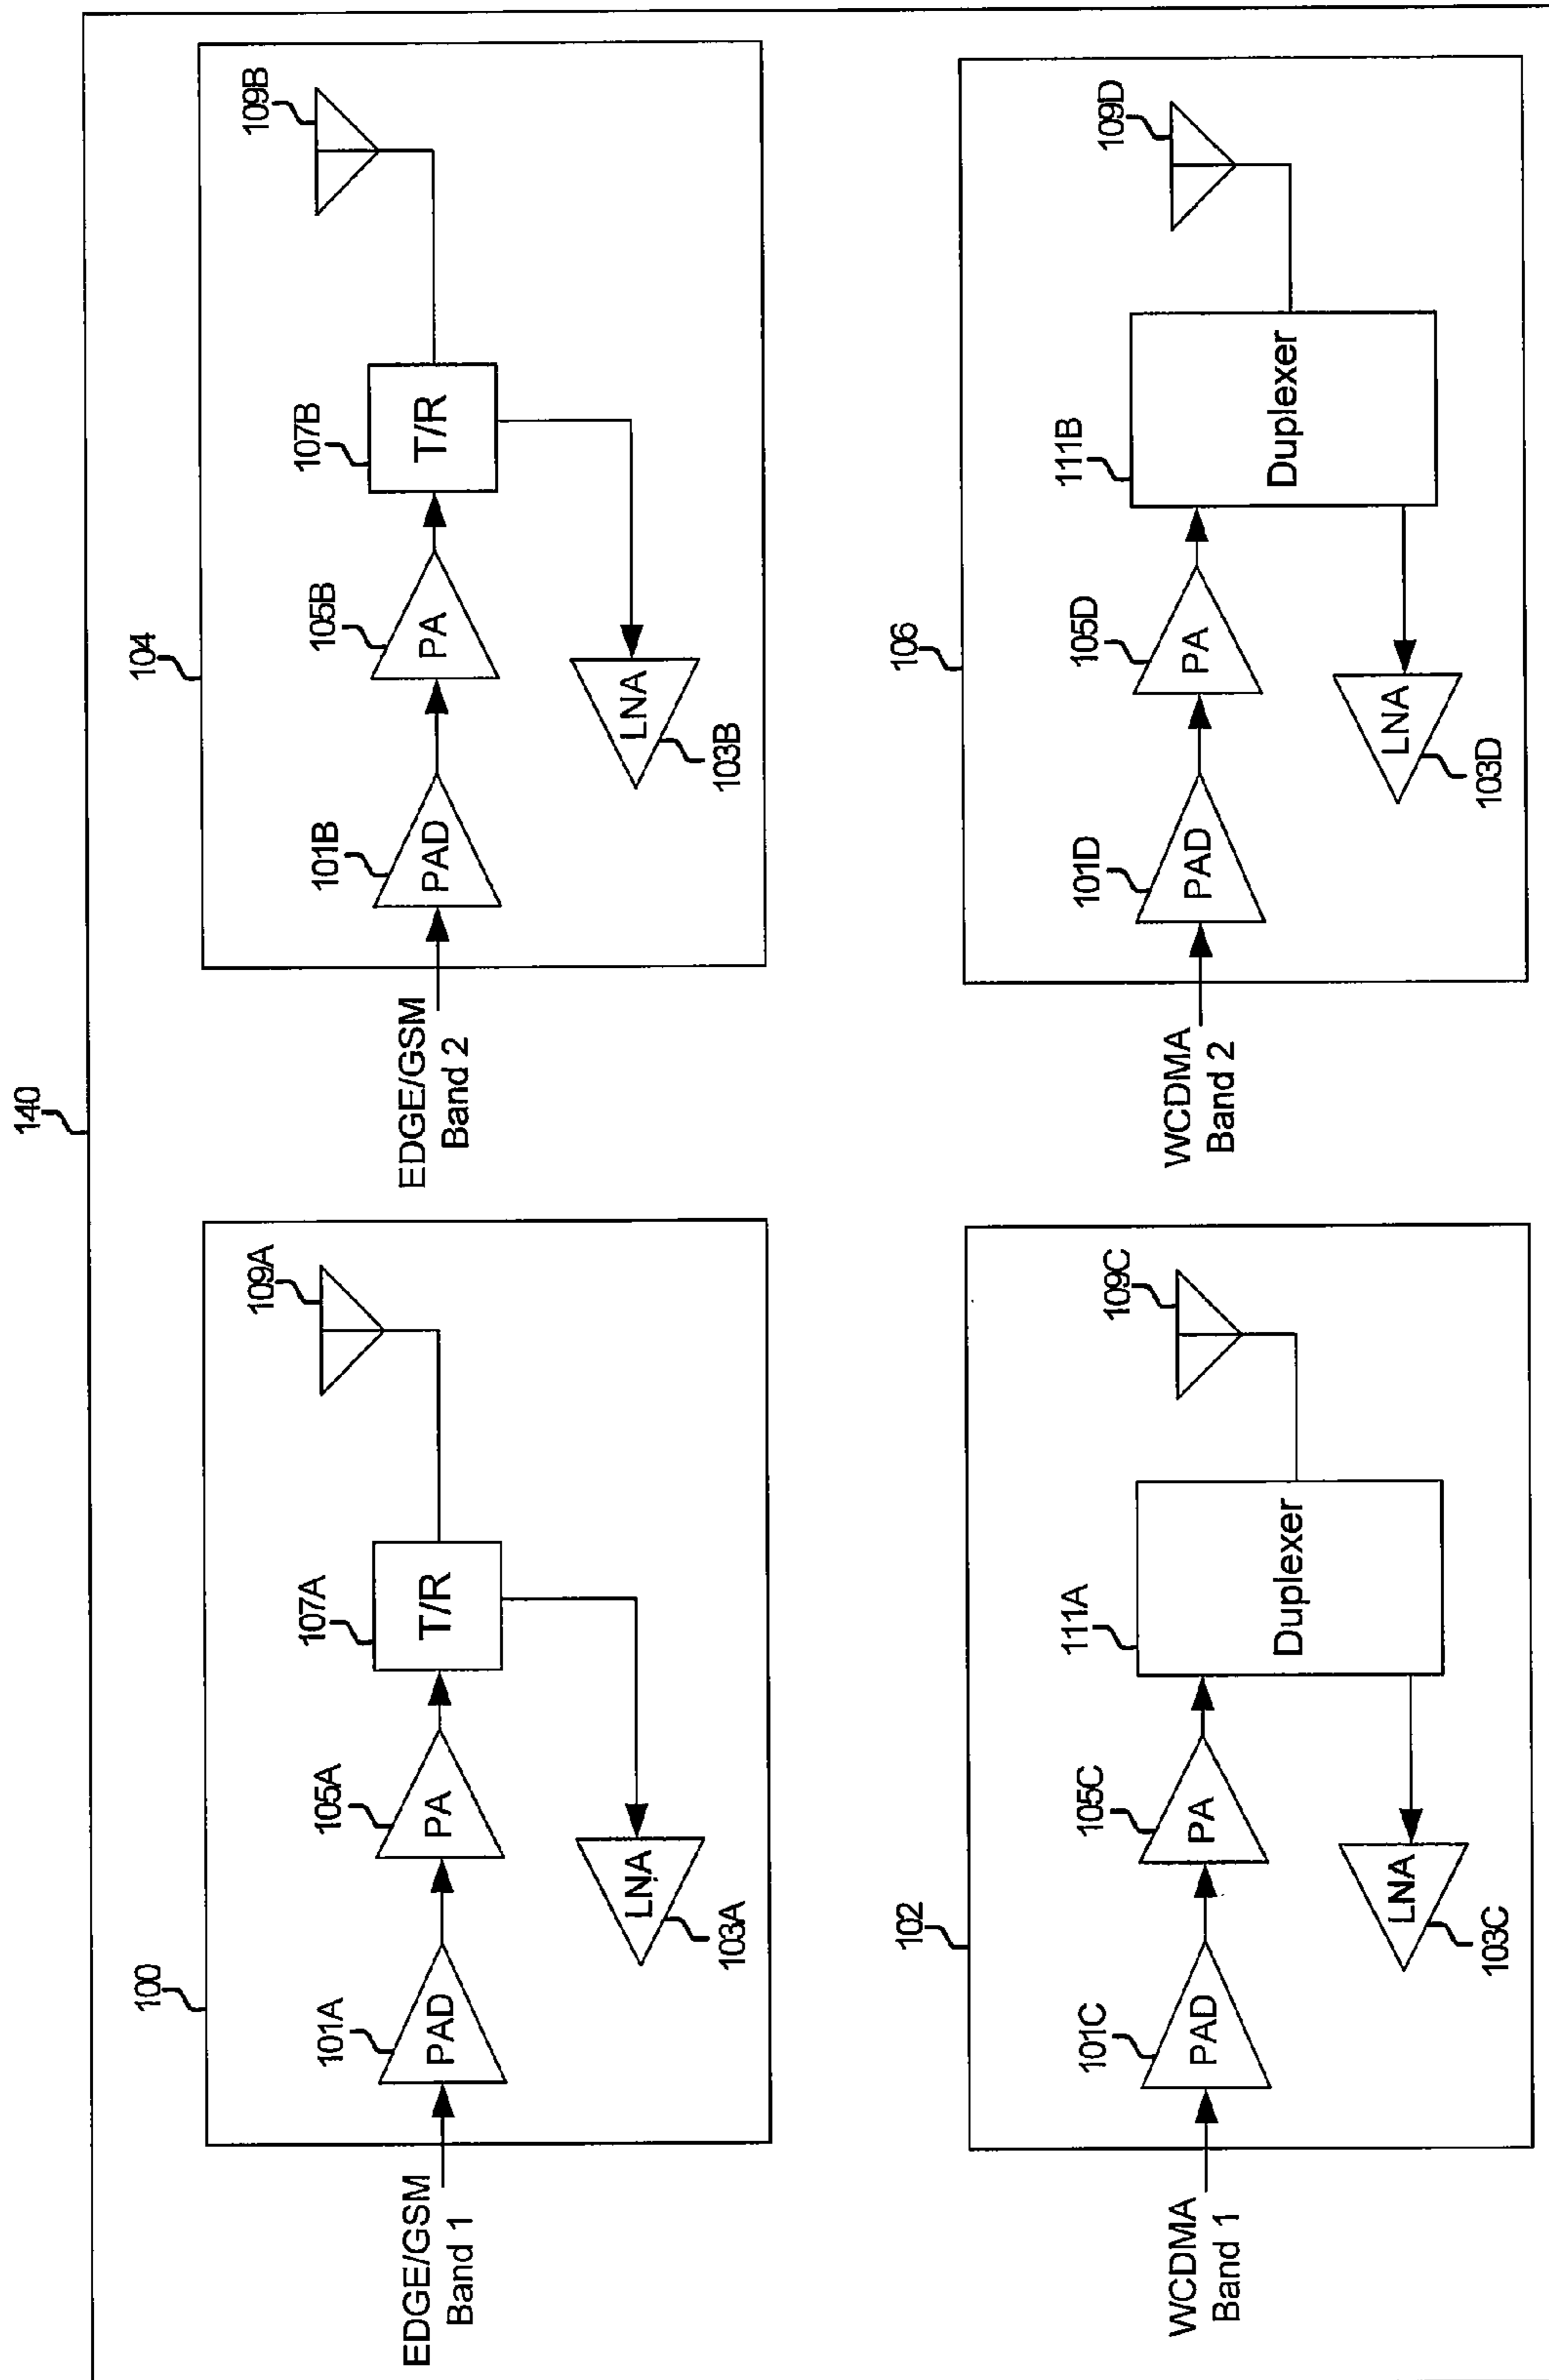 140
100
109A
107A
105A
101A
EDGE/GSM
Band 1
PAD
PA
T/R
LNA
103A
104
109B
107B
105B
101B
EDGE/GSM
Band 2
PAD
PA
T/R
LNA
103B
102
109C
111A
105C
101C
WCDMA
Band 1
PAD
PA
Duplexer
LNA
103C
106
109D
111B
105D
101D
WCDMA
Band 2
PAD
PA
Duplexer
LNA
103D